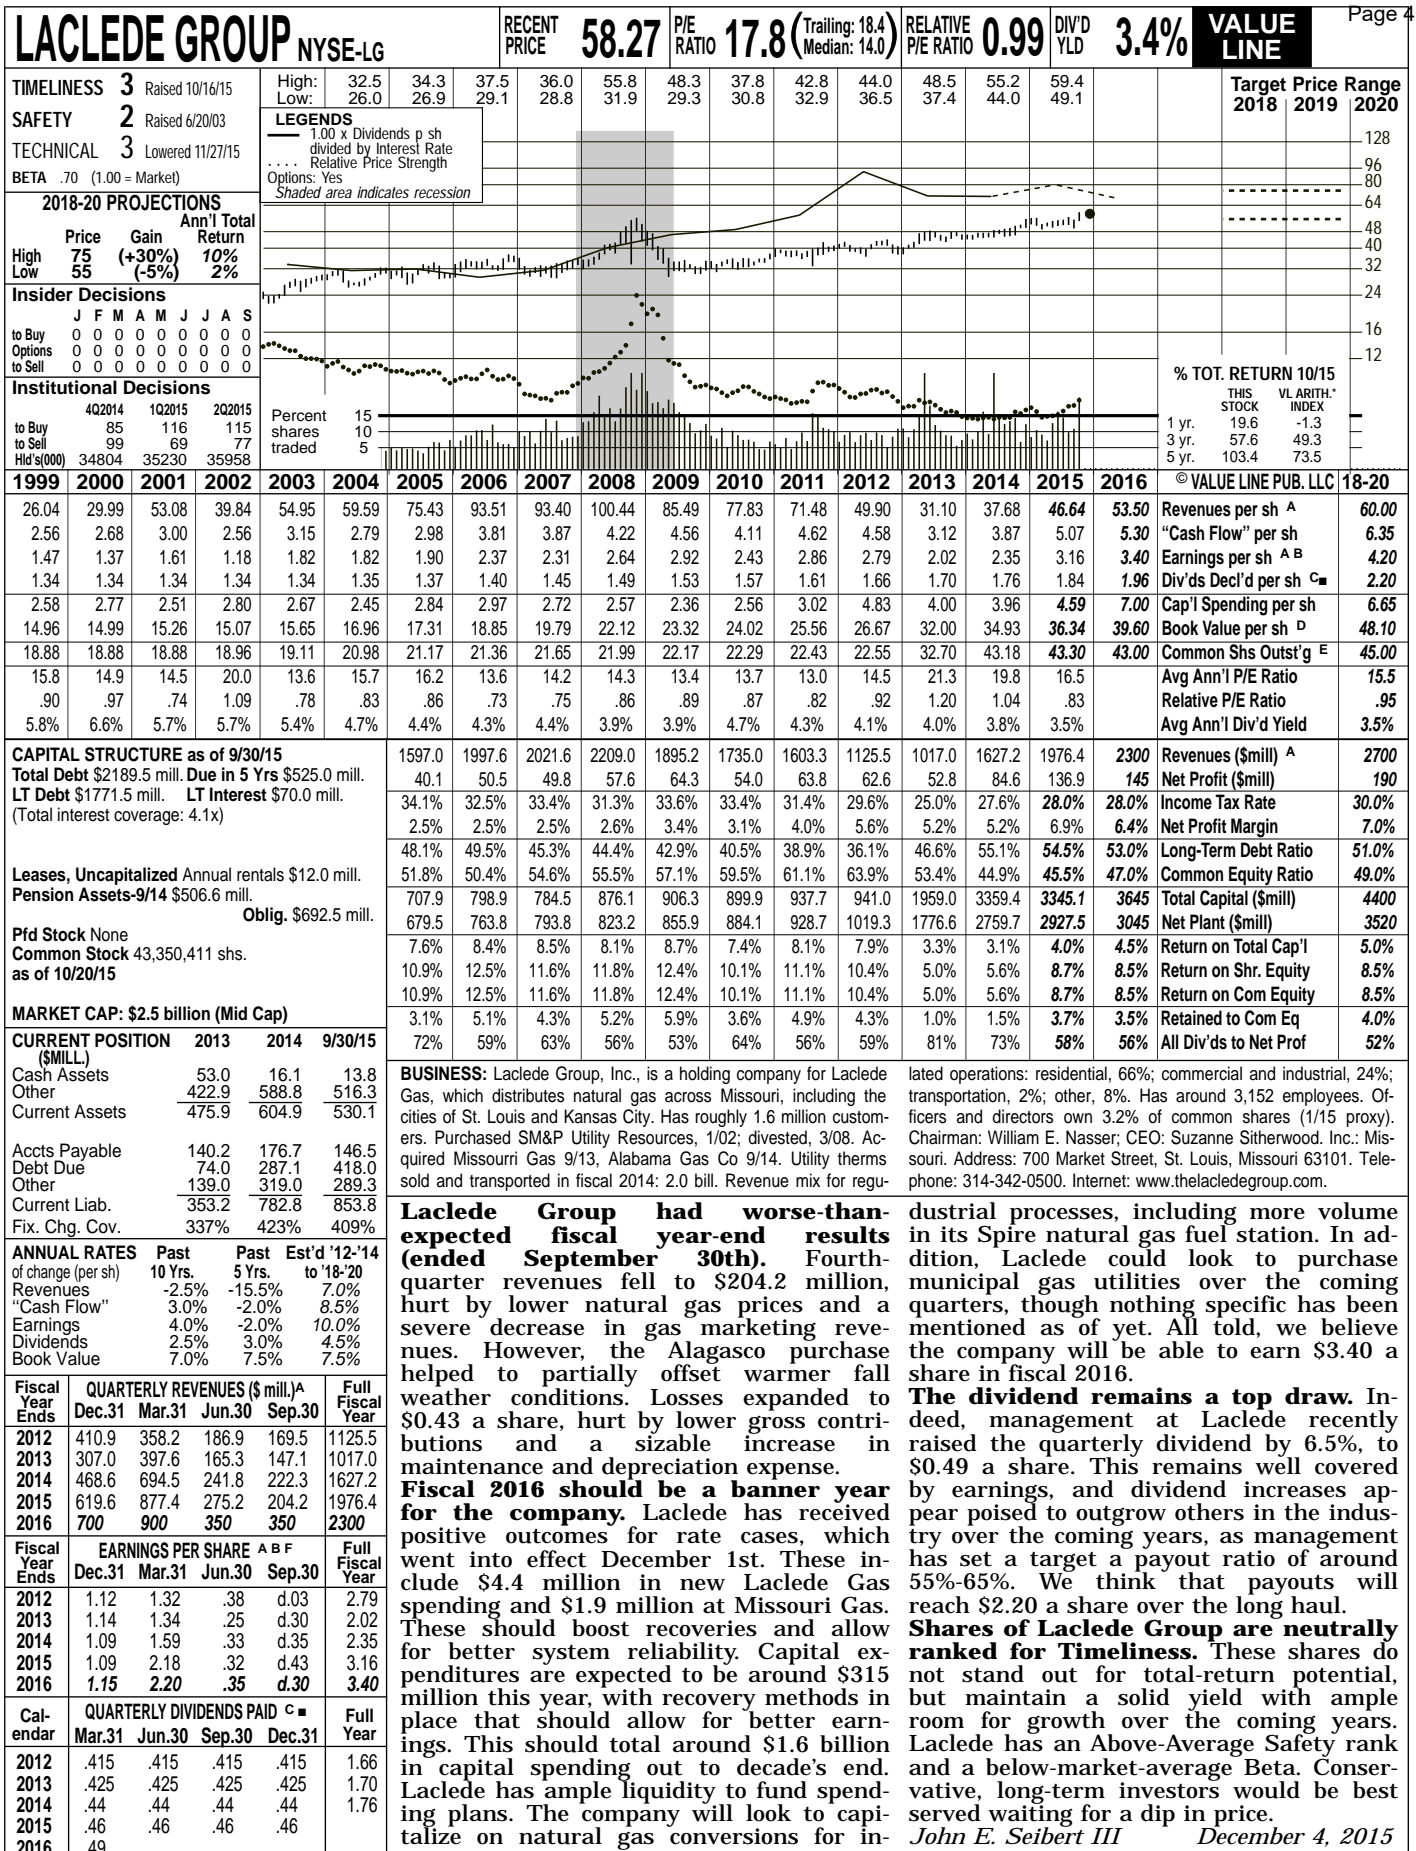 Page 4
LACLEDE GROUP NYSE-LG
RECENT PRICE 58.27
P/E RATIO 17.8 (Trailing: 18.4 Median: 14.0)
RELATIVE P/E RATIO 0.99
DIV'D YLD 3.4%
VALUE LINE
TIMELINESS 3 Raised 10/16/15
SAFETY 2 Raised 6/20/03
TECHNICAL 3 Lowered 11/27/15
BETA .70 (1.00 = Market)
2018-20 PROJECTIONS
Ann'l Total
Price Gain Return
High 75 (+30%) 10%
Low 55 (-5%) 2%
Insider Decisions
J F M A M J J A S
to Buy 0 0 0 0 0 0 0 0 0
Options 0 0 0 0 0 0 0 0 0
to Sell 0 0 0 0 0 0 0 0 0
Institutional Decisions
4Q2014 1Q2015 2Q2015
to Buy 85 116 115
to Sell 99 69 77
Hld's(000) 34804 35230 35958
High: 32.5 34.3 37.5 36.0 55.8 48.3 37.8 42.8 44.0 48.5 55.2 59.4
Low: 26.0 26.9 29.1 28.8 31.9 29.3 30.8 32.9 36.5 37.4 44.0 49.1
LEGENDS
1.00 x Dividends p sh
divided by Interest Rate
. . . . Relative Price Strength
Options: Yes
Shaded area indicates recession
Target Price Range
2018 2019 2020
128
96
80
64
48
40
32
24
16
12
Percent shares traded
15
10
5
% TOT. RETURN 10/15
THIS STOCK VL ARITH.* INDEX
1 yr. 19.6 -1.3
3 yr. 57.6 49.3
5 yr. 103.4 73.5
1999 2000 2001 2002 2003 2004 2005 2006 2007 2008 2009 2010 2011 2012 2013 2014 2015 2016 © VALUE LINE PUB. LLC 18-20
26.04 29.99 53.08 39.84 54.95 59.59 75.43 93.51 93.40 100.44 85.49 77.83 71.48 49.90 31.10 37.68 46.64 53.50 Revenues per sh A 60.00
2.56 2.68 3.00 2.56 3.15 2.79 2.98 3.81 3.87 4.22 4.56 4.11 4.62 4.58 3.12 3.87 5.07 5.30 "Cash Flow" per sh 6.35
1.47 1.37 1.61 1.18 1.82 1.82 1.90 2.37 2.31 2.64 2.92 2.43 2.86 2.79 2.02 2.35 3.16 3.40 Earnings per sh A B 4.20
1.34 1.34 1.34 1.34 1.34 1.35 1.37 1.40 1.45 1.49 1.53 1.57 1.61 1.66 1.70 1.76 1.84 1.96 Div'ds Decl'd per sh C■ 2.20
2.58 2.77 2.51 2.80 2.67 2.45 2.84 2.97 2.72 2.57 2.36 2.56 3.02 4.83 4.00 3.96 4.59 7.00 Cap'l Spending per sh 6.65
14.96 14.99 15.26 15.07 15.65 16.96 17.31 18.85 19.79 22.12 23.32 24.02 25.56 26.67 32.00 34.93 36.34 39.60 Book Value per sh D 48.10
18.88 18.88 18.88 18.96 19.11 20.98 21.17 21.36 21.65 21.99 22.17 22.29 22.43 22.55 32.70 43.18 43.30 43.00 Common Shs Outst'g E 45.00
15.8 14.9 14.5 20.0 13.6 15.7 16.2 13.6 14.2 14.3 13.4 13.7 13.0 14.5 21.3 19.8 16.5 Avg Ann'l P/E Ratio 15.5
.90 .97 .74 1.09 .78 .83 .86 .73 .75 .86 .89 .87 .82 .92 1.20 1.04 .83 Relative P/E Ratio .95
5.8% 6.6% 5.7% 5.7% 5.4% 4.7% 4.4% 4.3% 4.4% 3.9% 3.9% 4.7% 4.3% 4.1% 4.0% 3.8% 3.5% Avg Ann'l Div'd Yield 3.5%
CAPITAL STRUCTURE as of 9/30/15
Total Debt $2189.5 mill. Due in 5 Yrs $525.0 mill.
LT Debt $1771.5 mill. LT Interest $70.0 mill.
(Total interest coverage: 4.1x)
Leases, Uncapitalized Annual rentals $12.0 mill.
Pension Assets-9/14 $506.6 mill.
Oblig. $692.5 mill.
Pfd Stock None
Common Stock 43,350,411 shs.
as of 10/20/15
MARKET CAP: $2.5 billion (Mid Cap)
1597.0 1997.6 2021.6 2209.0 1895.2 1735.0 1603.3 1125.5 1017.0 1627.2 1976.4 2300 Revenues ($mill) A 2700
40.1 50.5 49.8 57.6 64.3 54.0 63.8 62.6 52.8 84.6 136.9 145 Net Profit ($mill) 190
34.1% 32.5% 33.4% 31.3% 33.6% 33.4% 31.4% 29.6% 25.0% 27.6% 28.0% 28.0% Income Tax Rate 30.0%
2.5% 2.5% 2.5% 2.6% 3.4% 3.1% 4.0% 5.6% 5.2% 5.2% 6.9% 6.4% Net Profit Margin 7.0%
48.1% 49.5% 45.3% 44.4% 42.9% 40.5% 38.9% 36.1% 46.6% 55.1% 54.5% 53.0% Long-Term Debt Ratio 51.0%
51.8% 50.4% 54.6% 55.5% 57.1% 59.5% 61.1% 63.9% 53.4% 44.9% 45.5% 47.0% Common Equity Ratio 49.0%
707.9 798.9 784.5 876.1 906.3 899.9 937.7 941.0 1959.0 3359.4 3345.1 3645 Total Capital ($mill) 4400
679.5 763.8 793.8 823.2 855.9 884.1 928.7 1019.3 1776.6 2759.7 2927.5 3045 Net Plant ($mill) 3520
7.6% 8.4% 8.5% 8.1% 8.7% 7.4% 8.1% 7.9% 3.3% 3.1% 4.0% 4.5% Return on Total Cap'l 5.0%
10.9% 12.5% 11.6% 11.8% 12.4% 10.1% 11.1% 10.4% 5.0% 5.6% 8.7% 8.5% Return on Shr. Equity 8.5%
10.9% 12.5% 11.6% 11.8% 12.4% 10.1% 11.1% 10.4% 5.0% 5.6% 8.7% 8.5% Return on Com Equity 8.5%
3.1% 5.1% 4.3% 5.2% 5.9% 3.6% 4.9% 4.3% 1.0% 1.5% 3.7% 3.5% Retained to Com Eq 4.0%
72% 59% 63% 56% 53% 64% 56% 59% 81% 73% 58% 56% All Div'ds to Net Prof 52%
CURRENT POSITION 2013 2014 9/30/15
($MILL.)
Cash Assets 53.0 16.1 13.8
Other 422.9 588.8 516.3
Current Assets 475.9 604.9 530.1
Accts Payable 140.2 176.7 146.5
Debt Due 74.0 287.1 418.0
Other 139.0 319.0 289.3
Current Liab. 353.2 782.8 853.8
Fix. Chg. Cov. 337% 423% 409%
ANNUAL RATES Past Past Est'd '12-'14
of change (per sh) 10 Yrs. 5 Yrs. to '18-'20
Revenues -2.5% -15.5% 7.0%
"Cash Flow" 3.0% -2.0% 8.5%
Earnings 4.0% -2.0% 10.0%
Dividends 2.5% 3.0% 4.5%
Book Value 7.0% 7.5% 7.5%
Fiscal Year Ends QUARTERLY REVENUES ($ mill.)A Full Fiscal Year
Dec.31 Mar.31 Jun.30 Sep.30
2012 410.9 358.2 186.9 169.5 1125.5
2013 307.0 397.6 165.3 147.1 1017.0
2014 468.6 694.5 241.8 222.3 1627.2
2015 619.6 877.4 275.2 204.2 1976.4
2016 700 900 350 350 2300
Fiscal Year Ends EARNINGS PER SHARE A B F Full Fiscal Year
Dec.31 Mar.31 Jun.30 Sep.30
2012 1.12 1.32 .38 d.03 2.79
2013 1.14 1.34 .25 d.30 2.02
2014 1.09 1.59 .33 d.35 2.35
2015 1.09 2.18 .32 d.43 3.16
2016 1.15 2.20 .35 d.30 3.40
Cal-endar QUARTERLY DIVIDENDS PAID C■ Full Year
Mar.31 Jun.30 Sep.30 Dec.31
2012 .415 .415 .415 .415 1.66
2013 .425 .425 .425 .425 1.70
2014 .44 .44 .44 .44 1.76
2015 .46 .46 .46 .46
2016 .49
BUSINESS: Laclede Group, Inc., is a holding company for Laclede
Gas, which distributes natural gas across Missouri, including the
cities of St. Louis and Kansas City. Has roughly 1.6 million custom-
ers. Purchased SM&P Utility Resources, 1/02; divested, 3/08. Ac-
quired Missourri Gas 9/13, Alabama Gas Co 9/14. Utility therms
sold and transported in fiscal 2014: 2.0 bill. Revenue mix for regu-
lated operations: residential, 66%; commercial and industrial, 24%;
transportation, 2%; other, 8%. Has around 3,152 employees. Of-
ficers and directors own 3.2% of common shares (1/15 proxy).
Chairman: William E. Nasser; CEO: Suzanne Sitherwood. Inc.: Mis-
souri. Address: 700 Market Street, St. Louis, Missouri 63101. Tele-
phone: 314-342-0500. Internet: www.thelacledegroup.com.
Laclede Group had worse-than-
expected fiscal year-end results
(ended September 30th). Fourth-
quarter revenues fell to $204.2 million,
hurt by lower natural gas prices and a
severe decrease in gas marketing reve-
nues. However, the Alagasco purchase
helped to partially offset warmer fall
weather conditions. Losses expanded to
$0.43 a share, hurt by lower gross contri-
butions and a sizable increase in
maintenance and depreciation expense.
Fiscal 2016 should be a banner year
for the company. Laclede has received
positive outcomes for rate cases, which
went into effect December 1st. These in-
clude $4.4 million in new Laclede Gas
spending and $1.9 million at Missouri Gas.
These should boost recoveries and allow
for better system reliability. Capital ex-
penditures are expected to be around $315
million this year, with recovery methods in
place that should allow for better earn-
ings. This should total around $1.6 billion
in capital spending out to decade's end.
Laclede has ample liquidity to fund spend-
ing plans. The company will look to capi-
talize on natural gas conversions for in-
dustrial processes, including more volume
in its Spire natural gas fuel station. In ad-
dition, Laclede could look to purchase
municipal gas utilities over the coming
quarters, though nothing specific has been
mentioned as of yet. All told, we believe
the company will be able to earn $3.40 a
share in fiscal 2016.
The dividend remains a top draw. In-
deed, management at Laclede recently
raised the quarterly dividend by 6.5%, to
$0.49 a share. This remains well covered
by earnings, and dividend increases ap-
pear poised to outgrow others in the indus-
try over the coming years, as management
has set a target a payout ratio of around
55%-65%. We think that payouts will
reach $2.20 a share over the long haul.
Shares of Laclede Group are neutrally
ranked for Timeliness. These shares do
not stand out for total-return potential,
but maintain a solid yield with ample
room for growth over the coming years.
Laclede has an Above-Average Safety rank
and a below-market-average Beta. Conser-
vative, long-term investors would be best
served waiting for a dip in price.
John E. Seibert III December 4, 2015